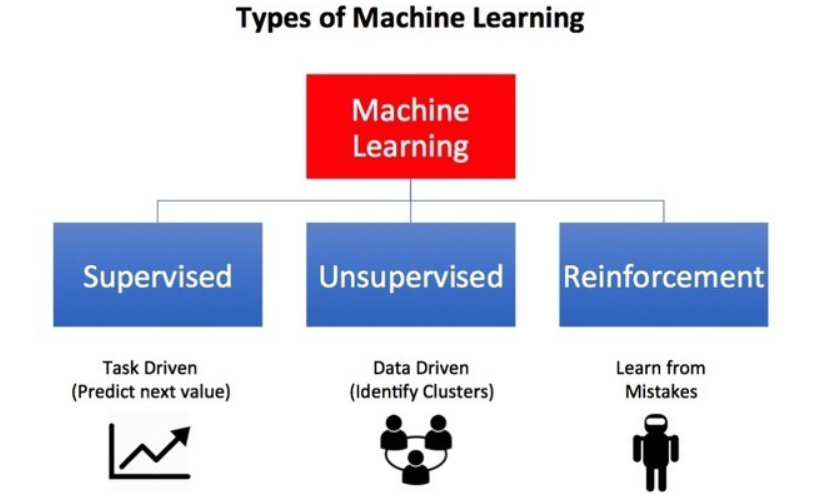 Types of Machine Learning
Machine
Learning
Supervised
Unsupervised
Reinforcement
Task Driven
(Predict next value)
Data Driven
(Identify Clusters)
Learn from
Mistakes